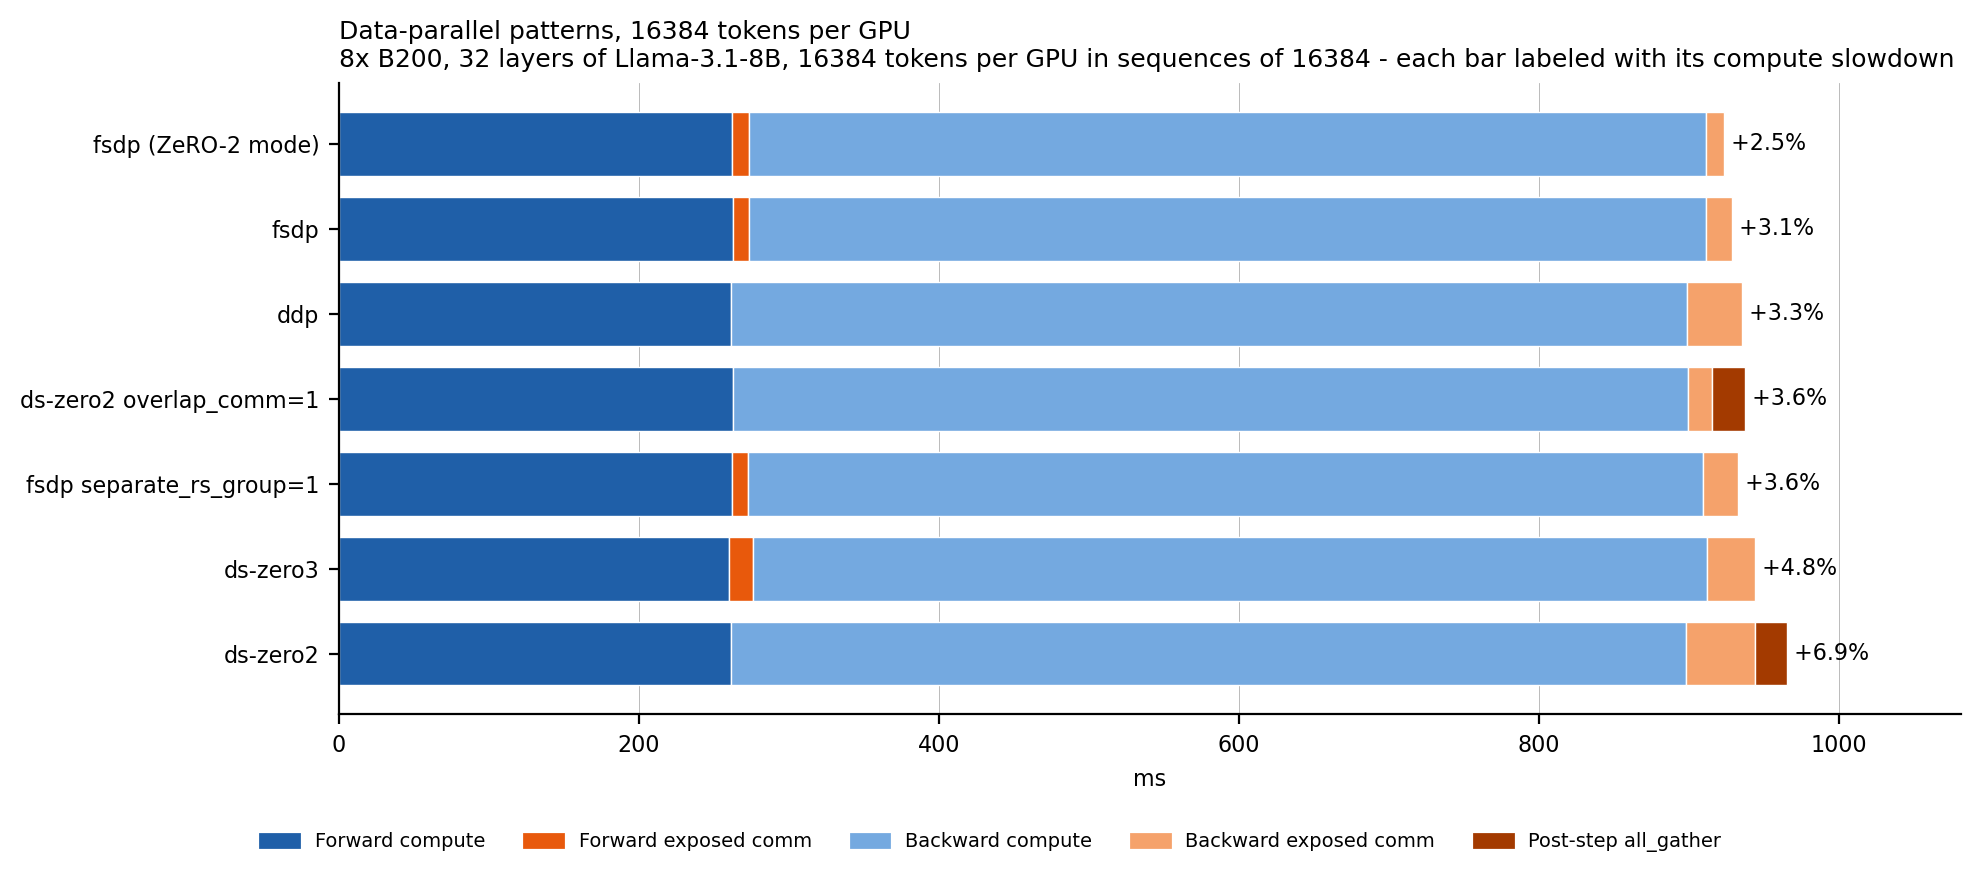 Data-parallel patterns, 16384 tokens per GPU
8x B200, 32 layers of Llama-3.1-8B, 16384 tokens per GPU in sequences of 16384 - each bar labeled with its compute slowdown
fsdp (ZeRO-2 mode)
+2.5%
fsdp
+3.1%
ddp
+3.3%
ds-zero2 overlap_comm=1
+3.6%
fsdp separate_rs_group=1
+3.6%
ds-zero3
+4.8%
ds-zero2
+6.9%
0 200 400 600 800 1000
ms
Forward compute Forward exposed comm Backward compute Backward exposed comm Post-step all_gather